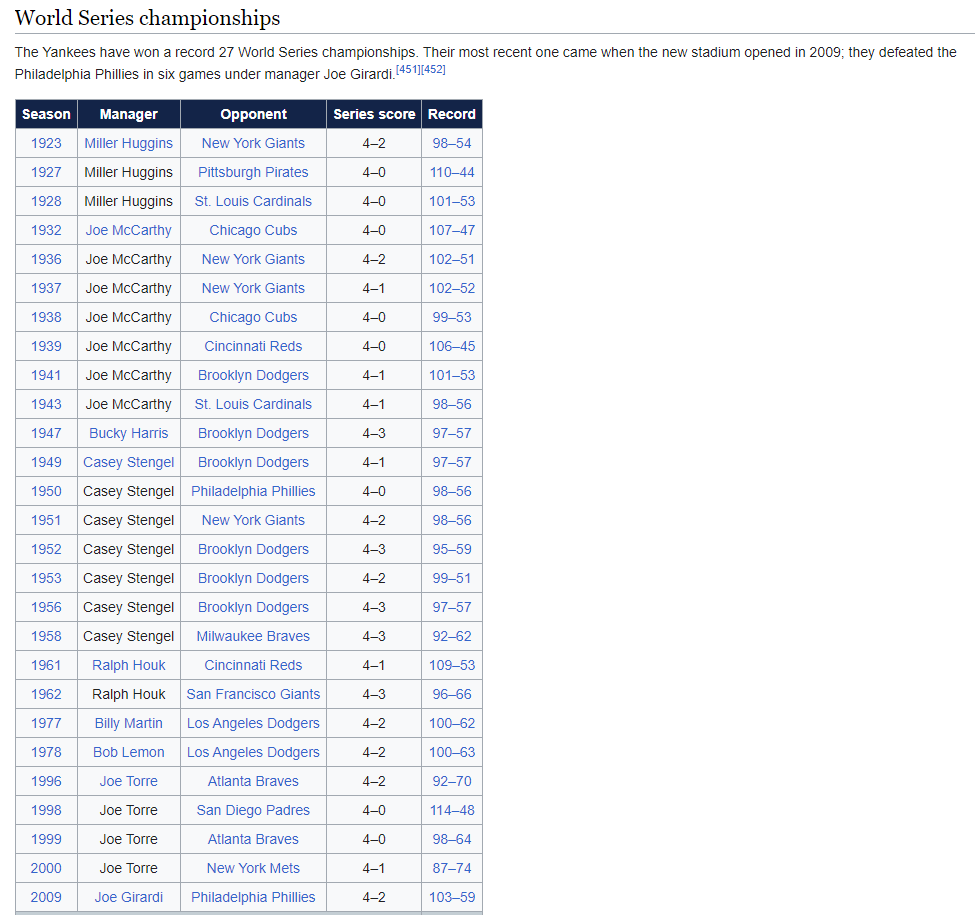 World Series championships
The Yankees have won a record 27 World Series championships. Their most recent one came when the new stadium opened in 2009; they defeated the
Philadelphia Phillies in six games under manager Joe Girardi.[451][452]
Season Manager Opponent Series score Record
1923 Miller Huggins New York Giants 4–2 98–54
1927 Miller Huggins Pittsburgh Pirates 4–0 110–44
1928 Miller Huggins St. Louis Cardinals 4–0 101–53
1932 Joe McCarthy Chicago Cubs 4–0 107–47
1936 Joe McCarthy New York Giants 4–2 102–51
1937 Joe McCarthy New York Giants 4–1 102–52
1938 Joe McCarthy Chicago Cubs 4–0 99–53
1939 Joe McCarthy Cincinnati Reds 4–0 106–45
1941 Joe McCarthy Brooklyn Dodgers 4–1 101–53
1943 Joe McCarthy St. Louis Cardinals 4–1 98–56
1947 Bucky Harris Brooklyn Dodgers 4–3 97–57
1949 Casey Stengel Brooklyn Dodgers 4–1 97–57
1950 Casey Stengel Philadelphia Phillies 4–0 98–56
1951 Casey Stengel New York Giants 4–2 98–56
1952 Casey Stengel Brooklyn Dodgers 4–3 95–59
1953 Casey Stengel Brooklyn Dodgers 4–2 99–51
1956 Casey Stengel Brooklyn Dodgers 4–3 97–57
1958 Casey Stengel Milwaukee Braves 4–3 92–62
1961 Ralph Houk Cincinnati Reds 4–1 109–53
1962 Ralph Houk San Francisco Giants 4–3 96–66
1977 Billy Martin Los Angeles Dodgers 4–2 100–62
1978 Bob Lemon Los Angeles Dodgers 4–2 100–63
1996 Joe Torre Atlanta Braves 4–2 92–70
1998 Joe Torre San Diego Padres 4–0 114–48
1999 Joe Torre Atlanta Braves 4–0 98–64
2000 Joe Torre New York Mets 4–1 87–74
2009 Joe Girardi Philadelphia Phillies 4–2 103–59